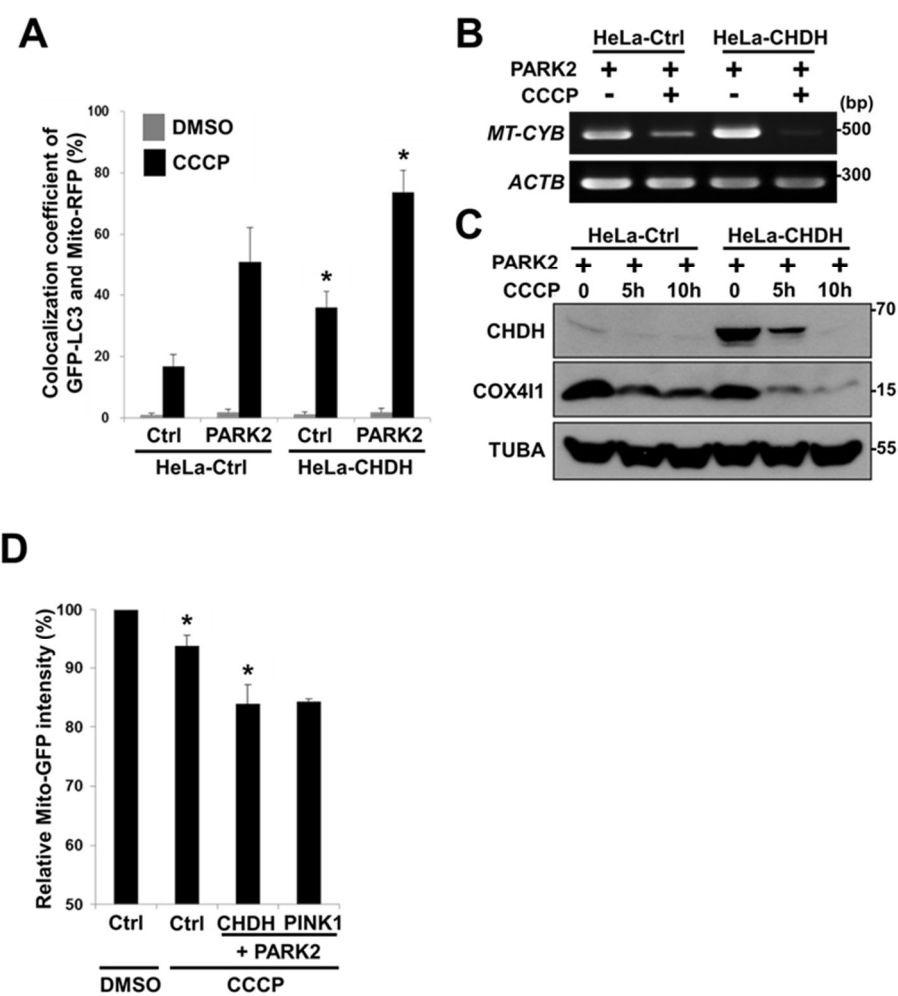 A
Colocalization coefficient of
GFP-LC3 and Mito-RFP (%)
100
80
60
40
20
0
DMSO
CCCP
*
*
Ctrl PARK2 Ctrl PARK2
HeLa-Ctrl HeLa-CHDH
B
HeLa-Ctrl HeLa-CHDH
PARK2 + + + +
CCCP - + - + (bp)
MT-CYB -500
ACTB -300
C
HeLa-Ctrl HeLa-CHDH
PARK2 + + + + + +
CCCP 0 5h 10h 0 5h 10h
CHDH -70
COX4I1 -15
TUBA -55
D
Relative Mito-GFP intensity (%)
100
90
80
70
60
50
*
*
Ctrl Ctrl CHDH PINK1
+ PARK2
DMSO CCCP